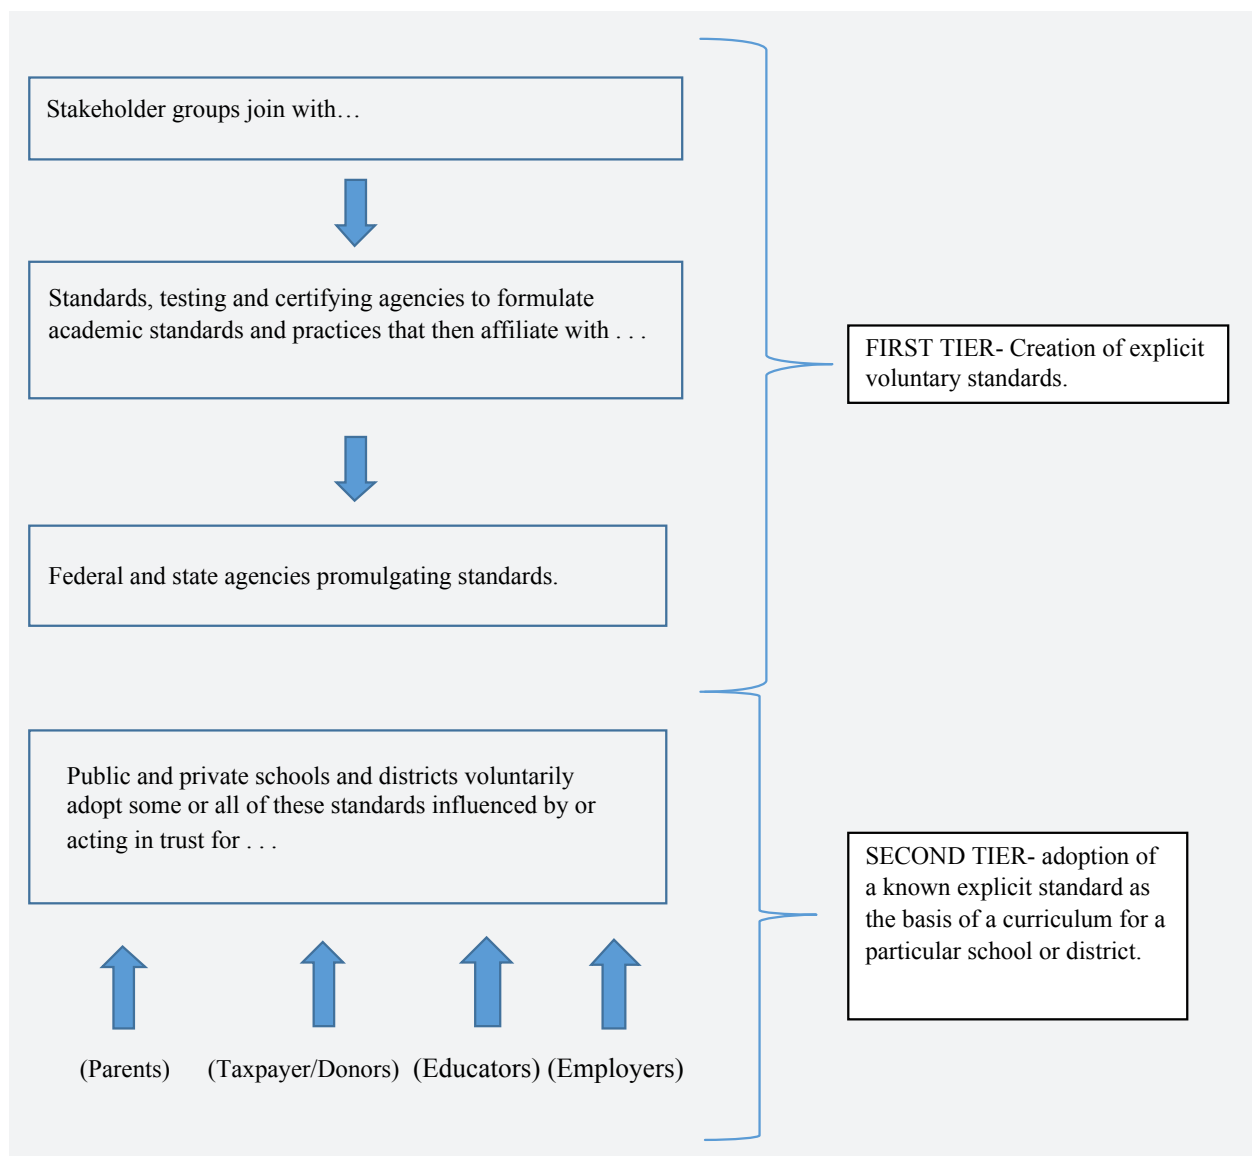 Stakeholder groups join with…
Standards, testing and certifying agencies to formulate
academic standards and practices that then affiliate with . . .
FIRST TIER- Creation of explicit
voluntary standards.
Federal and state agencies promulgating standards.
Public and private schools and districts voluntarily
adopt some or all of these standards influenced by or
acting in trust for . . .
SECOND TIER- adoption of
a known explicit standard as
the basis of a curriculum for a
particular school or district.
(Parents) (Taxpayer/Donors) (Educators) (Employers)